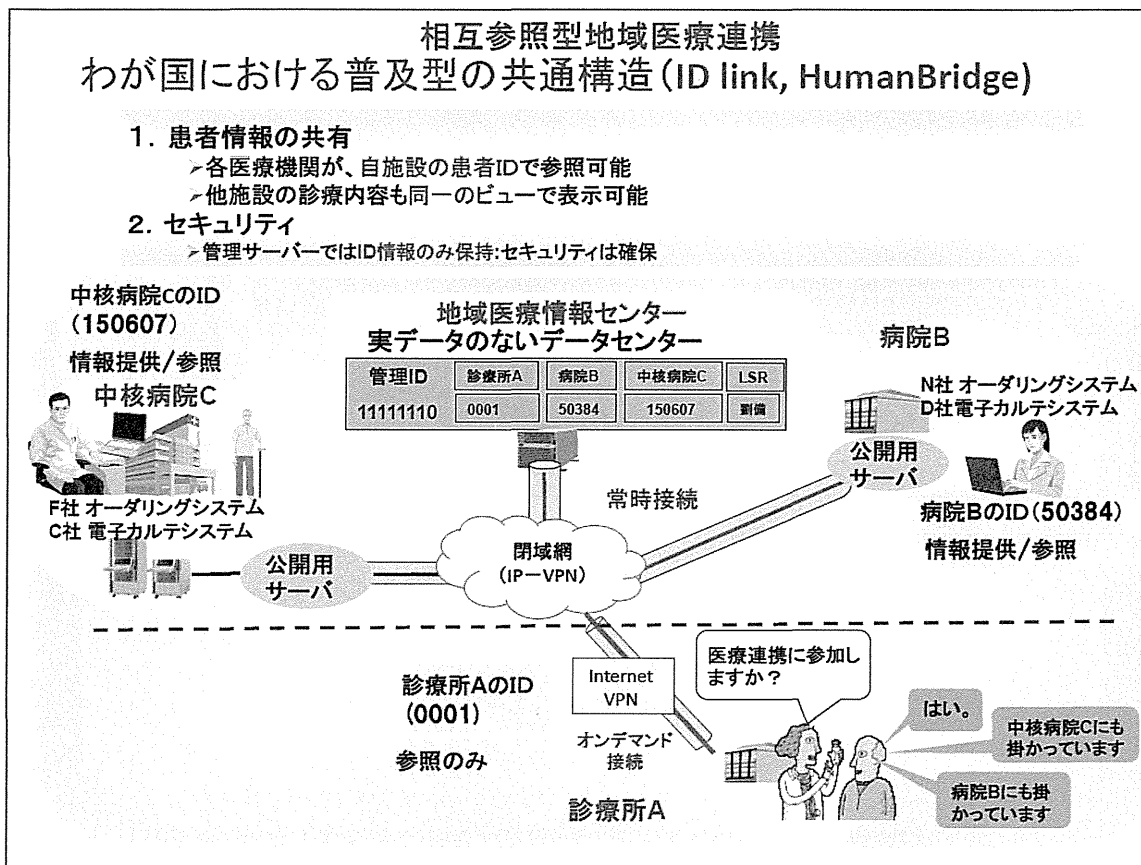 相互参照型地域医療連携
わが国における普及型の共通構造(ID link, HumanBridge)
1. 患者情報の共有
➢各医療機関が、自施設の患者IDで参照可能
➢他施設の診療内容も同一のビューで表示可能
2. セキュリティ
➢管理サーバーではID情報のみ保持:セキュリティは確保
中核病院CのID
(150607)
情報提供/参照
中核病院C
F社 オーダリングシステム
C社 電子カルテシステム
公開用
サーバ
地域医療情報センター
実データのないデータセンター
管理ID 診療所A 病院B 中核病院C LSR
11111110 0001 50384 150607 劉備
常時接続
閉域網
(IP－VPN)
病院B
N社 オーダリングシステム
D社電子カルテシステム
公開用
サーバ
病院BのID(50384)
情報提供/参照
診療所AのID
(0001)
参照のみ
Internet
VPN
オンデマンド
接続
診療所A
医療連携に参加し
ますか？
はい。
中核病院Cにも
掛かっています
病院Bにも掛
かっています